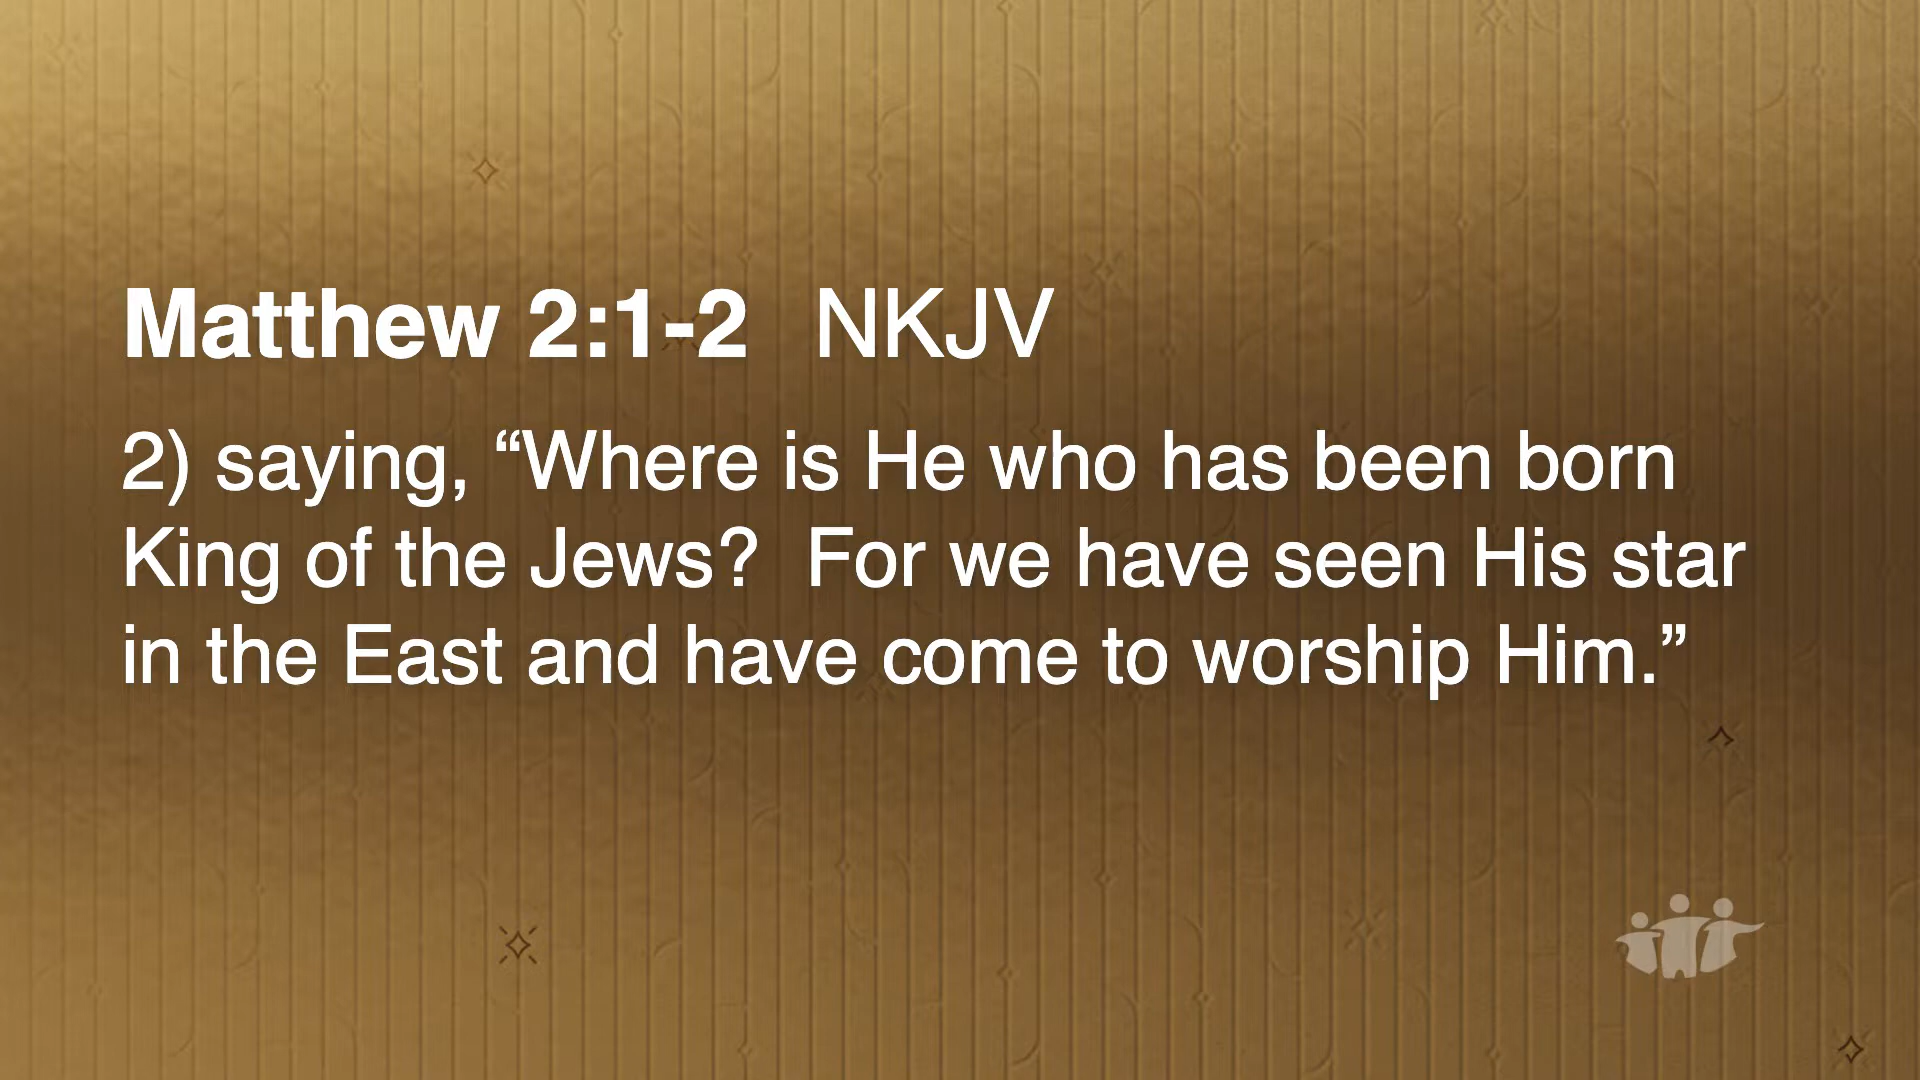 Matthew 2:1-2   NKJV
2) saying, “Where is He who has been born
King of the Jews?  For we have seen His star
in the East and have come to worship Him.”